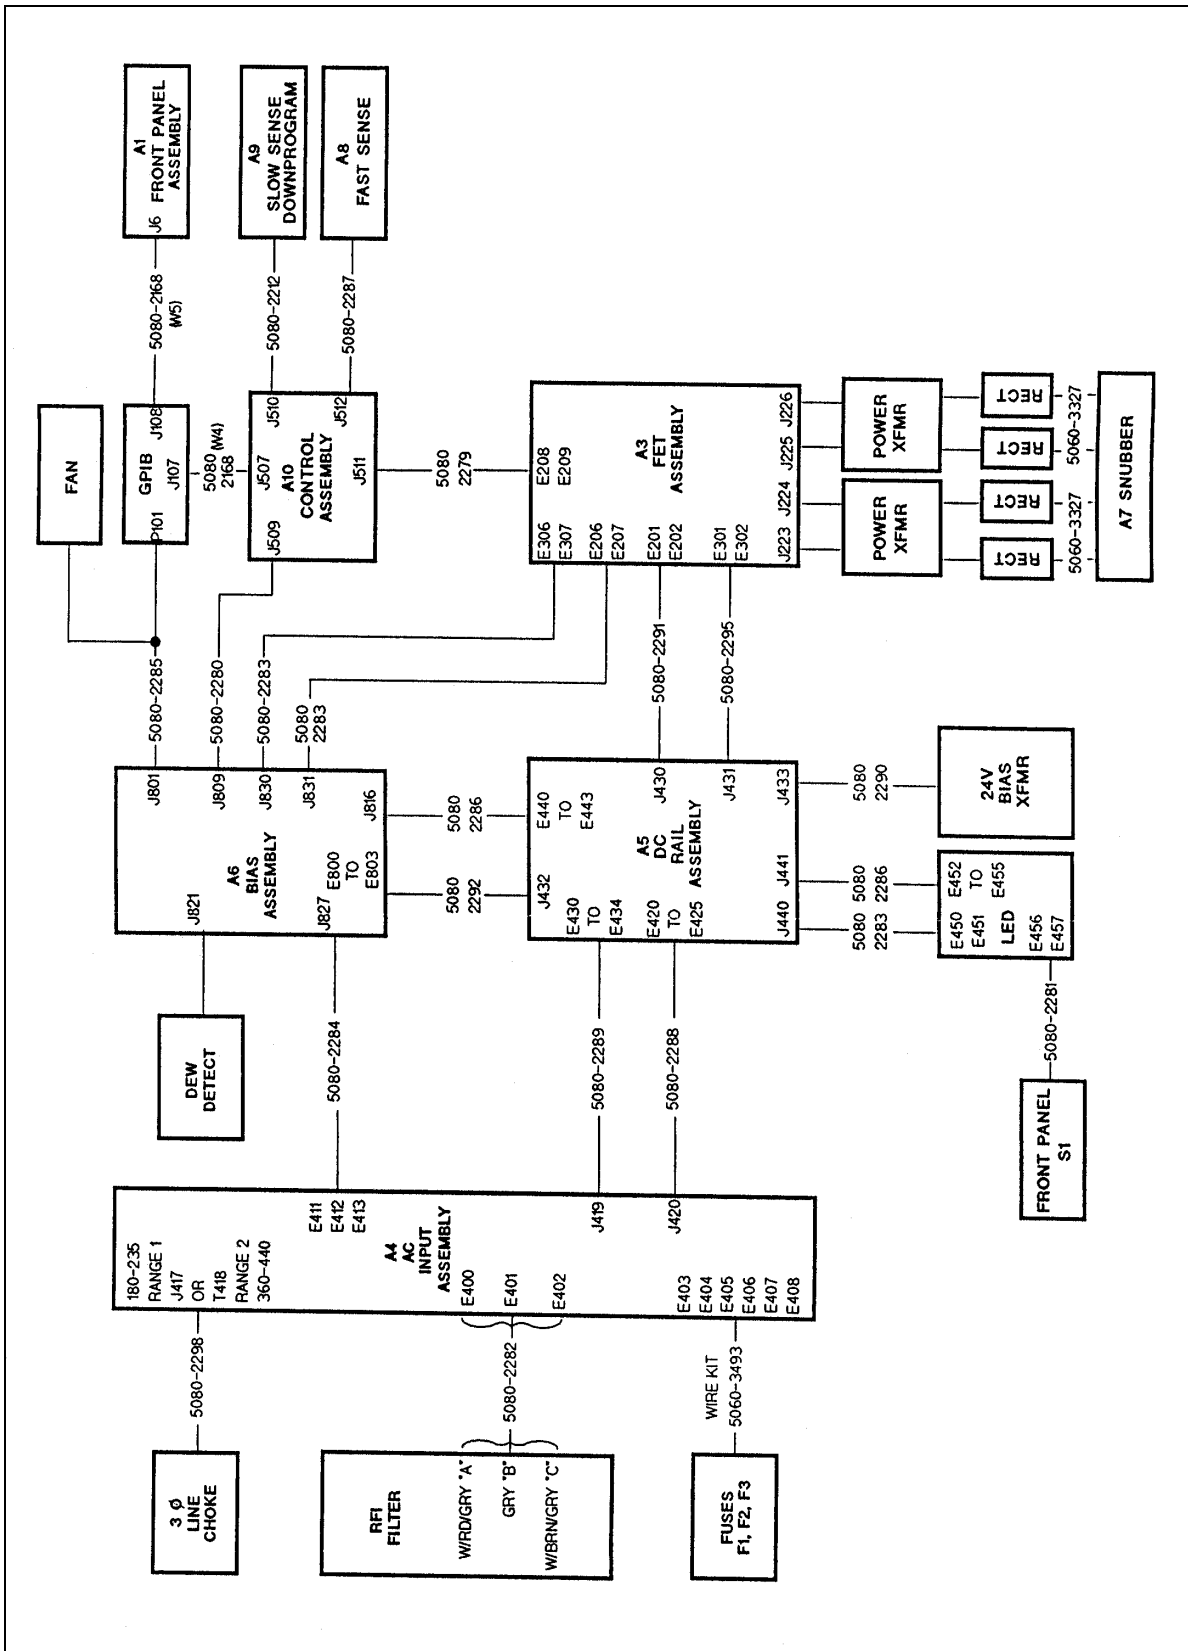 3 Ø
LINE
CHOKE
5080-2298
RFI
FILTER
W/RD/GRY "A"
GRY "B"
W/BRN/GRY "C"
5080-2282
FUSES
F1, F2, F3
WIRE KIT
5060-3493
180-235
RANGE 1
J417
OR
T418
RANGE 2
360-440
E411
E412
E413
A4
AC
INPUT
ASSEMBLY
E400
E401
E402
J419
J420
E403
E404
E405
E406
E407
E408
DEW
DETECT
5080-2284
5080-2289
5080-2288
FRONT PANEL
S1
5080-2281
J821
J827
A6
BIAS
ASSEMBLY
E800
TO
E803
J801
J809
J830
J831
J816
5080
2292
5080
2286
J432
E440
TO
E443
E430
TO
E434
A5
DC
RAIL
ASSEMBLY
E420
TO
E425
J430
J431
J440
J441
J433
5080
2283
5080
2286
5080
2290
E450
E451
LED
E456
E457
E452
TO
E455
24V
BIAS
XFMR
5080-2285
5080-2280
5080-2283
5080
2283
5080-2291
5080-2295
FAN
P101
GPIB
J107
J108
5080 (W4)
2168
J509
J507
J510
A10
CONTROL
ASSEMBLY
J512
J511
5080
2279
E306
E307
E206
E207
E201
E202
E301
E302
E208
E209
A3
FET
ASSEMBLY
J223
J224
J225
J226
POWER
XFMR
POWER
XFMR
RECT
RECT
RECT
RECT
5060-3327
5060-3327
A7 SNUBBER
5080-2168
(W5)
5080-2212
5080-2287
J6
A1
FRONT PANEL
ASSEMBLY
A9
SLOW SENSE
DOWNPROGRAM
A8
FAST SENSE